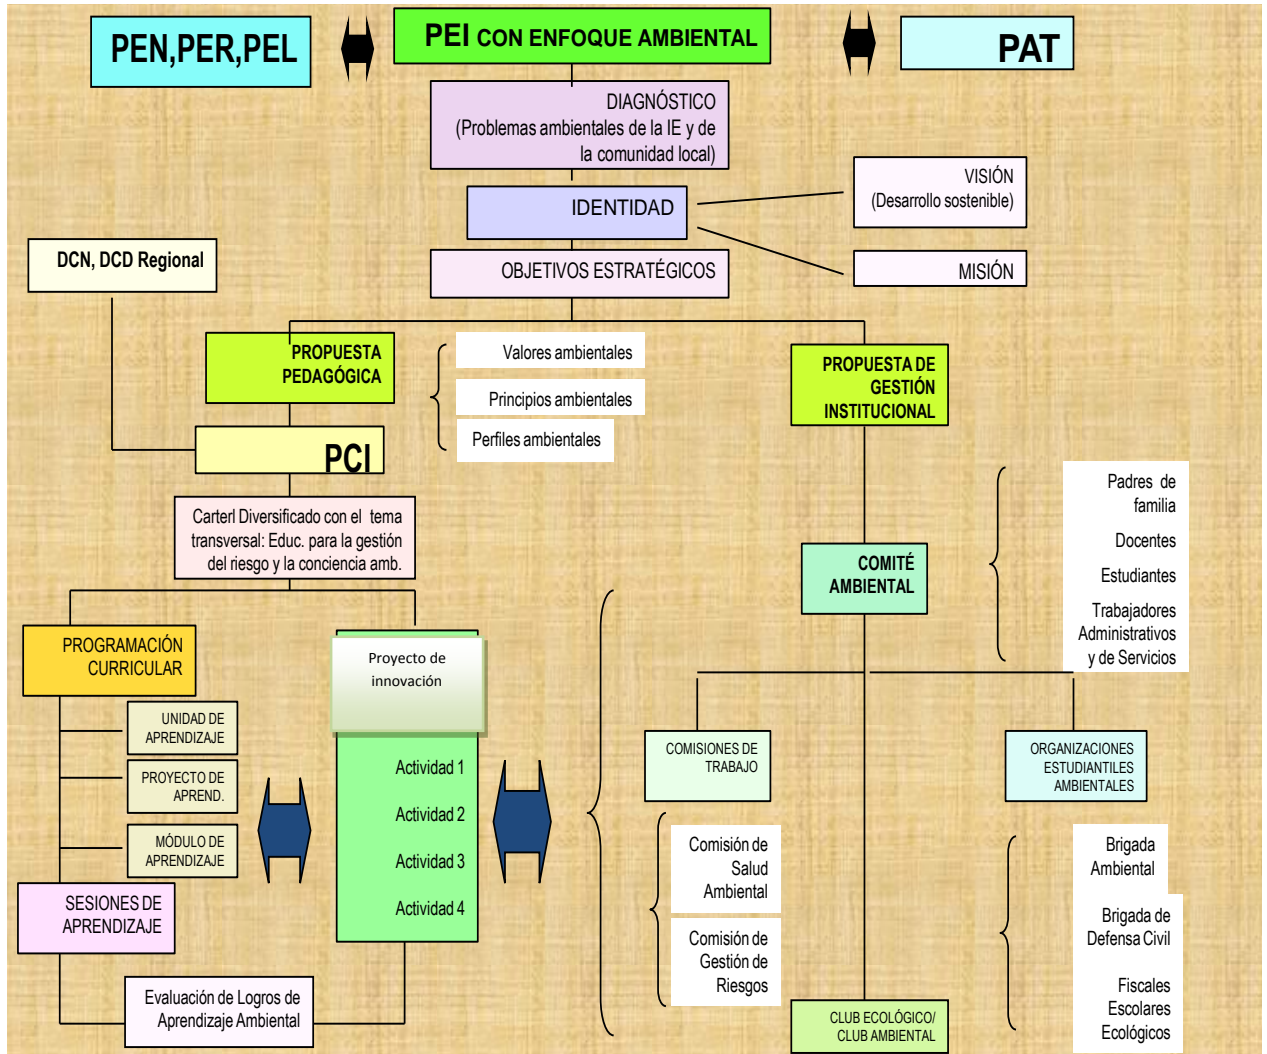 PEN,PER,PEL
PEI CON ENFOQUE AMBIENTAL
PAT
DIAGNÓSTICO
(Problemas ambientales de la IE y de
la comunidad local)
IDENTIDAD
VISIÓN
(Desarrollo sostenible)
MISIÓN
OBJETIVOS ESTRATÉGICOS
DCN, DCD Regional
PROPUESTA
PEDAGÓGICA
Valores ambientales
Principios ambientales
Perfiles ambientales
PROPUESTA DE
GESTIÓN
INSTITUCIONAL
PCI
Carterl Diversificado con el tema
transversal: Educ. para la gestión
del riesgo y la conciencia amb.
COMITÉ
AMBIENTAL
Padres de
familia
Docentes
Estudiantes
Trabajadores
Administrativos
y de Servicios
PROGRAMACIÓN
CURRICULAR
UNIDAD DE
APRENDIZAJE
PROYECTO DE
APREND.
MÓDULO DE
APRENDIZAJE
SESIONES DE
APRENDIZAJE
Proyecto de
innovación
Actividad 1
Actividad 2
Actividad 3
Actividad 4
Evaluación de Logros de
Aprendizaje Ambiental
COMISIONES DE
TRABAJO
Comisión de
Salud
Ambiental
Comisión de
Gestión de
Riesgos
CLUB ECOLÓGICO/
CLUB AMBIENTAL
ORGANIZACIONES
ESTUDIANTILES
AMBIENTALES
Brigada
Ambiental
Brigada de
Defensa Civil
Fiscales
Escolares
Ecológicos